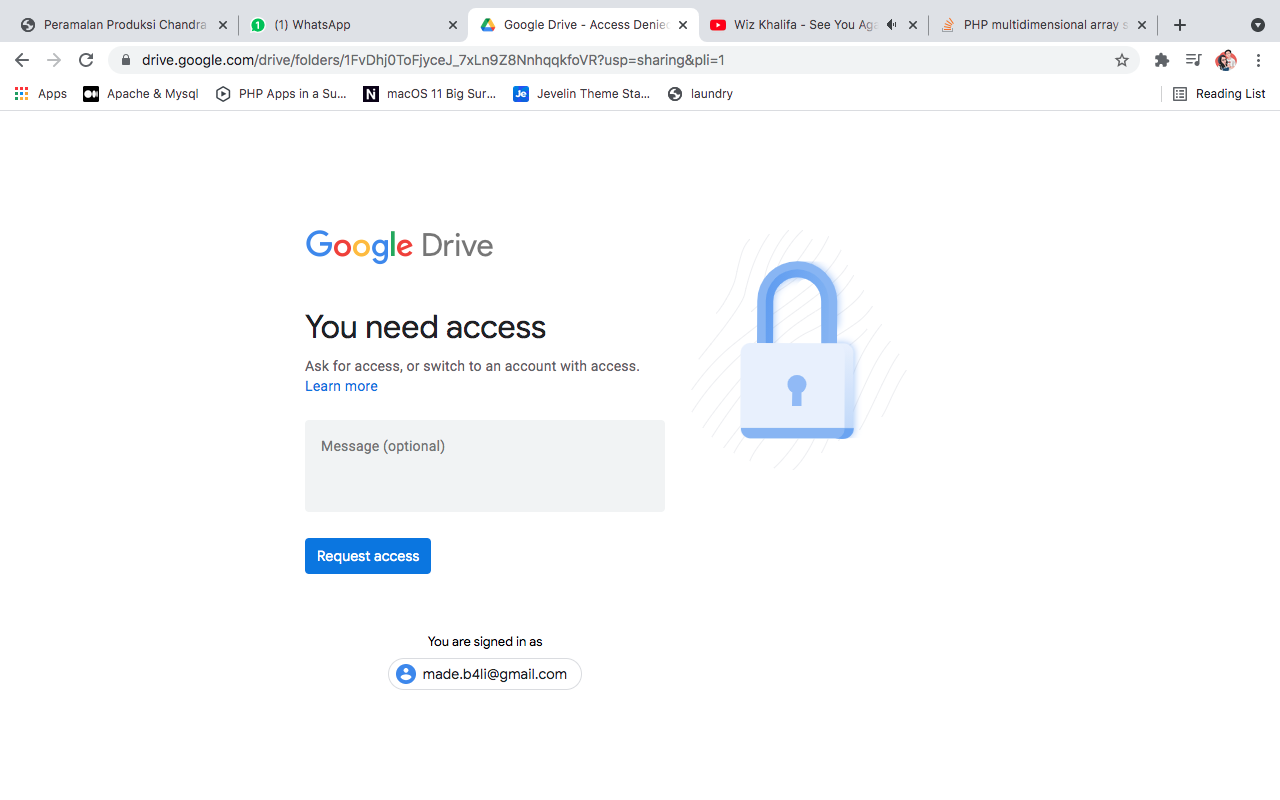 Peramalan Produksi Chandra
(1) WhatsApp
Google Drive - Access Denied
Wiz Khalifa - See You Aga
PHP multidimensional array s
drive.google.com/drive/folders/1FvDhj0ToFjyceJ_7xLn9Z8NnhqqkfoVR?usp=sharing&pli=1
Apps
Apache & Mysql
PHP Apps in a Su...
macOS 11 Big Sur...
Je
Jevelin Theme Sta...
laundry
Reading List
Google Drive
You need access
Ask for access, or switch to an account with access.
Learn more
Message (optional)
Request access
You are signed in as
made.b4li@gmail.com